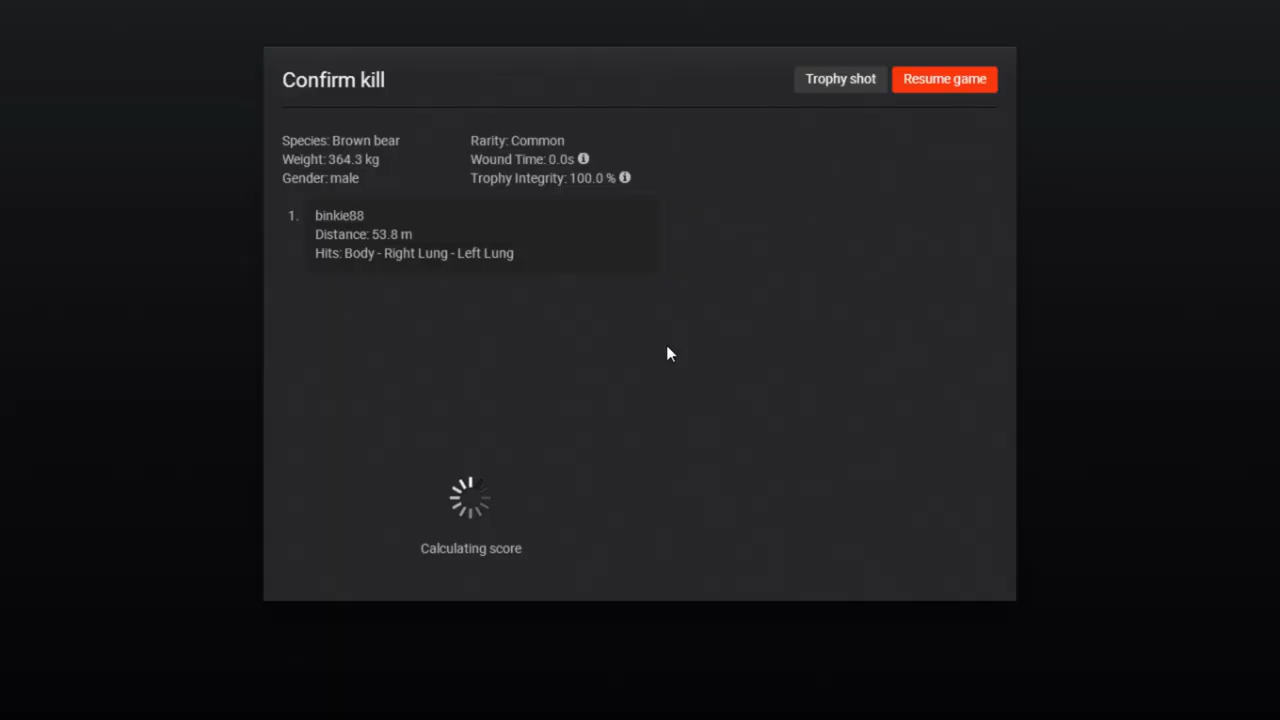 Confirm kill
Trophy shot
Resume game
Species: Brown bear
Weight: 364.3 kg
Gender: male
Rarity: Common
Wound Time: 0.0s
Trophy Integrity: 100.0 %
1. binkie88
Distance: 53.8 m
Hits: Body - Right Lung - Left Lung
Calculating score